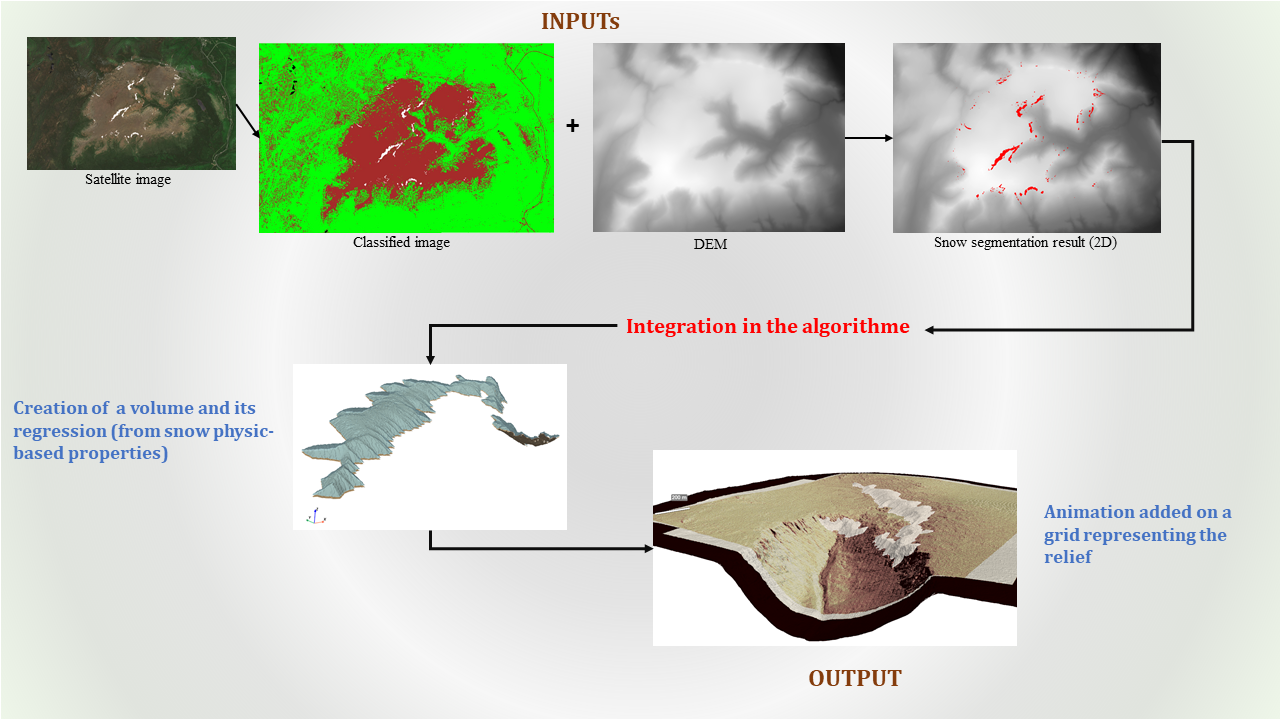 INPUTs
Satellite image
Classified image
+
DEM
Snow segmentation result (2D)
Integration in the algorithme
Creation of a volume and its
regression (from snow physic-
based properties)
200 m
Animation added on a
grid representing the
relief
OUTPUT